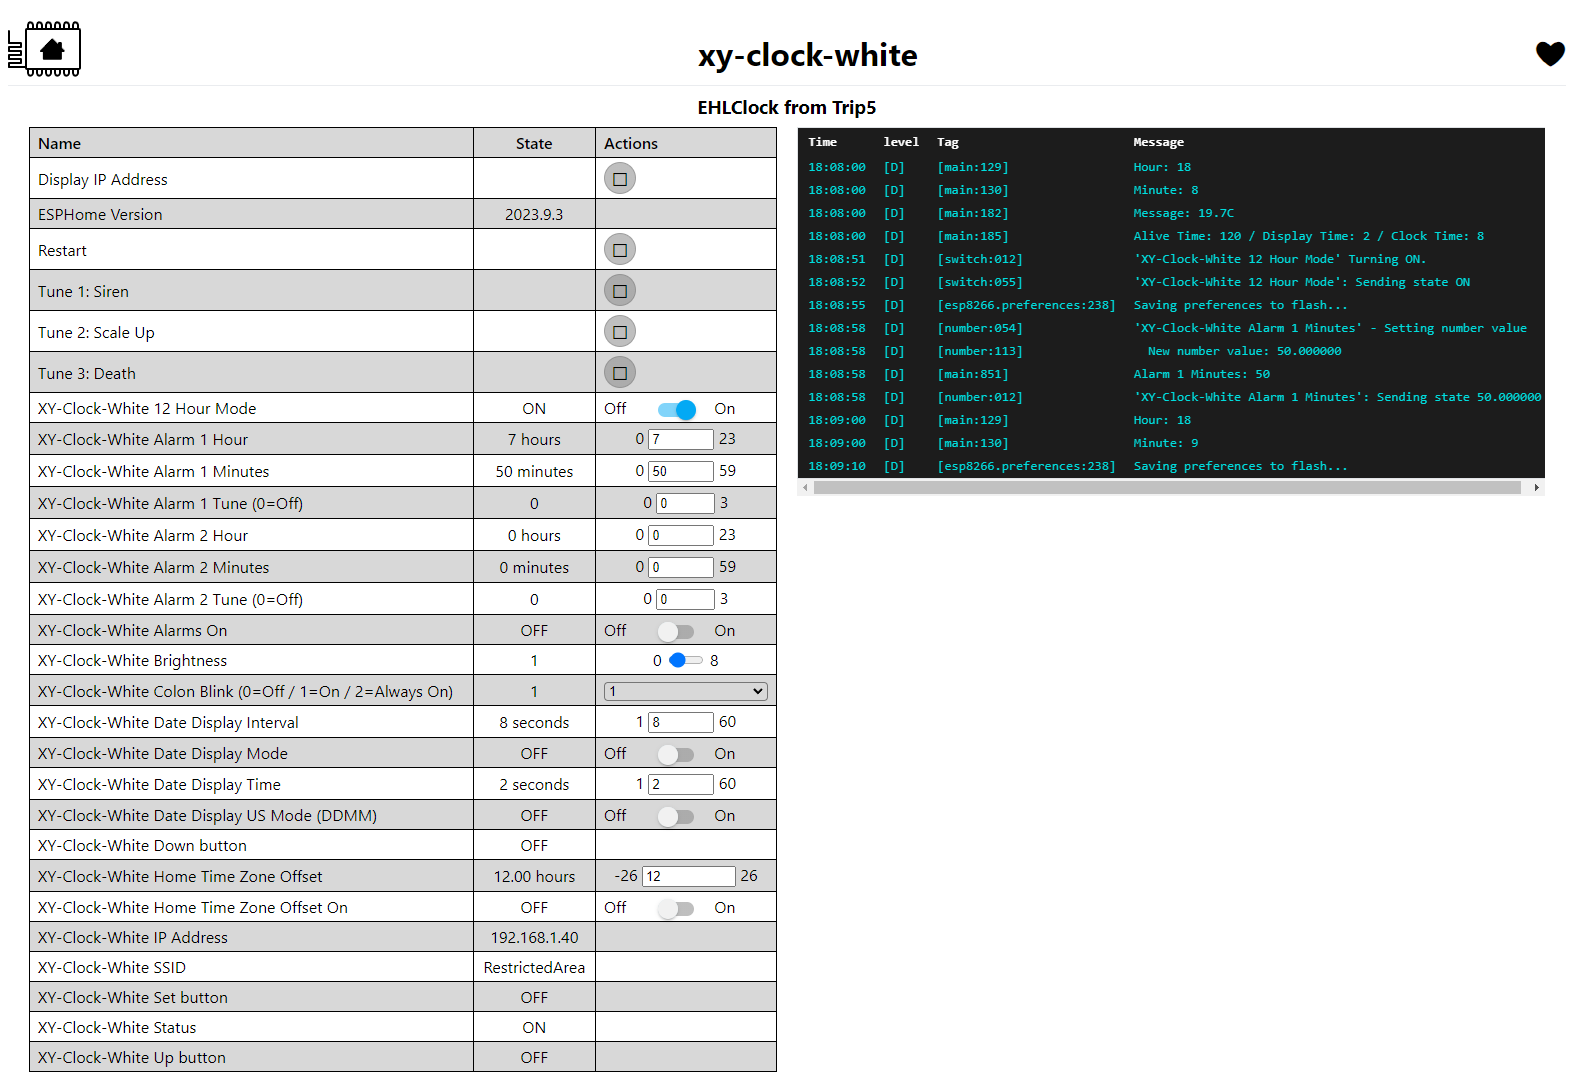 xy-clock-white
EHLClock from Trip5
Name State Actions
Display IP Address
ESPHome Version 2023.9.3
Restart
Tune 1: Siren
Tune 2: Scale Up
Tune 3: Death
XY-Clock-White 12 Hour Mode ON Off On
XY-Clock-White Alarm 1 Hour 7 hours 0 7 23
XY-Clock-White Alarm 1 Minutes 50 minutes 0 50 59
XY-Clock-White Alarm 1 Tune (0=Off) 0 0 0 3
XY-Clock-White Alarm 2 Hour 0 hours 0 0 23
XY-Clock-White Alarm 2 Minutes 0 minutes 0 0 59
XY-Clock-White Alarm 2 Tune (0=Off) 0 0 0 3
XY-Clock-White Alarms On OFF Off On
XY-Clock-White Brightness 1 0 8
XY-Clock-White Colon Blink (0=Off / 1=On / 2=Always On) 1 1
XY-Clock-White Date Display Interval 8 seconds 1 8 60
XY-Clock-White Date Display Mode OFF Off On
XY-Clock-White Date Display Time 2 seconds 1 2 60
XY-Clock-White Date Display US Mode (DDMM) OFF Off On
XY-Clock-White Down button OFF
XY-Clock-White Home Time Zone Offset 12.00 hours -26 12 26
XY-Clock-White Home Time Zone Offset On OFF Off On
XY-Clock-White IP Address 192.168.1.40
XY-Clock-White SSID RestrictedArea
XY-Clock-White Set button OFF
XY-Clock-White Status ON
XY-Clock-White Up button OFF
Time level Tag Message
18:08:00 [D] [main:129] Hour: 18
18:08:00 [D] [main:130] Minute: 8
18:08:00 [D] [main:182] Message: 19.7C
18:08:00 [D] [main:185] Alive Time: 120 / Display Time: 2 / Clock Time: 8
18:08:51 [D] [switch:012] 'XY-Clock-White 12 Hour Mode' Turning ON.
18:08:52 [D] [switch:055] 'XY-Clock-White 12 Hour Mode': Sending state ON
18:08:55 [D] [esp8266.preferences:238] Saving preferences to flash...
18:08:58 [D] [number:054] 'XY-Clock-White Alarm 1 Minutes' - Setting number value
18:08:58 [D] [number:113] New number value: 50.000000
18:08:58 [D] [main:851] Alarm 1 Minutes: 50
18:08:58 [D] [number:012] 'XY-Clock-White Alarm 1 Minutes': Sending state 50.000000
18:09:00 [D] [main:129] Hour: 18
18:09:00 [D] [main:130] Minute: 9
18:09:10 [D] [esp8266.preferences:238] Saving preferences to flash...